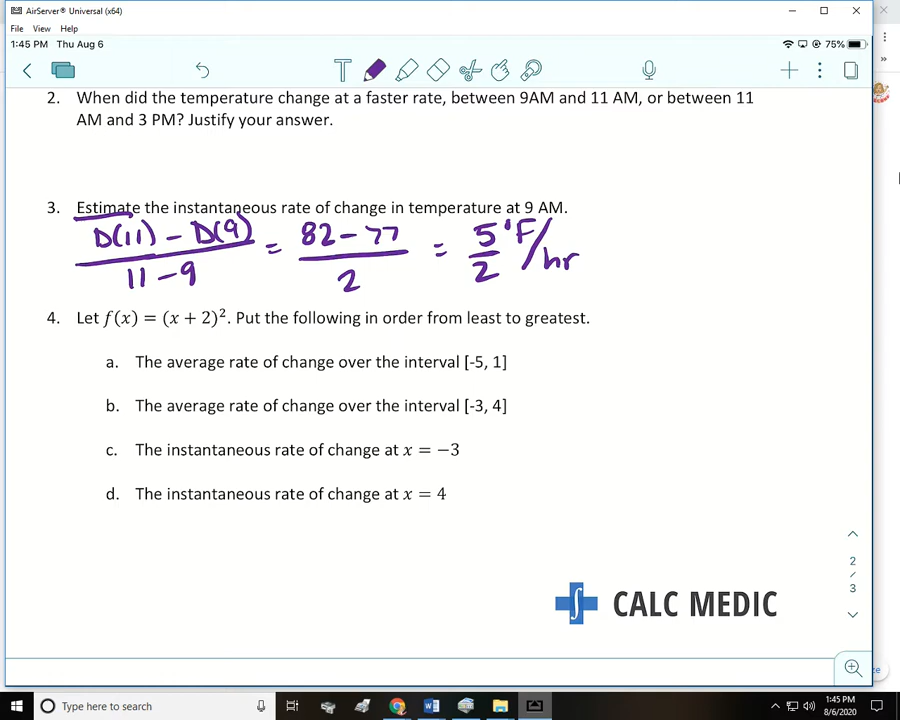 AirServer® Universal (x64)
File View Help
1:45 PM Thu Aug 6 75%
2. When did the temperature change at a faster rate, between 9AM and 11 AM, or between 11
AM and 3 PM? Justify your answer.
3. Estimate the instantaneous rate of change in temperature at 9 AM.
D(11) - D(9) / 11 - 9 = 82 - 77 / 2 = 5/2 °F/hr
4. Let f(x) = (x + 2)². Put the following in order from least to greatest.
a. The average rate of change over the interval [-5, 1]
b. The average rate of change over the interval [-3, 4]
c. The instantaneous rate of change at x = −3
d. The instantaneous rate of change at x = 4
2
/
3
CALC MEDIC
Type here to search
1:45 PM
8/6/2020